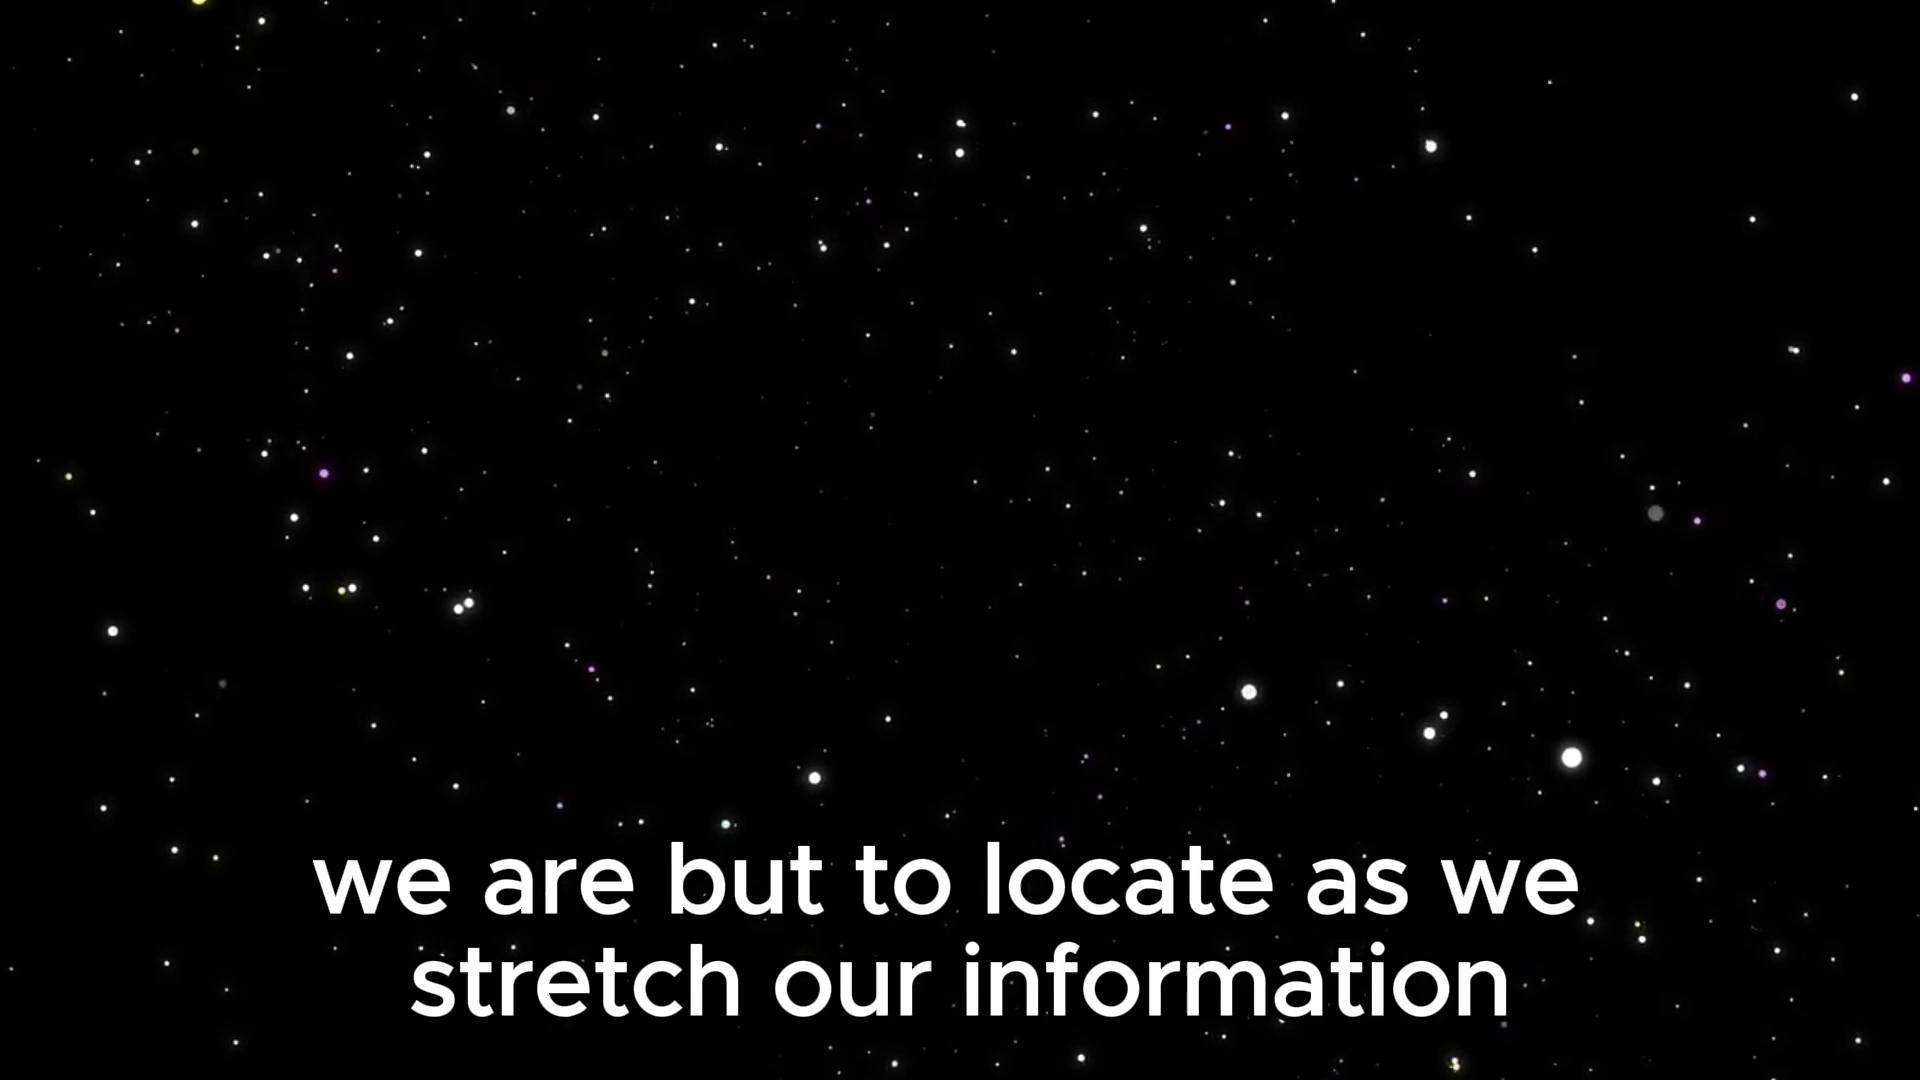 we are but to locate as we
stretch our information